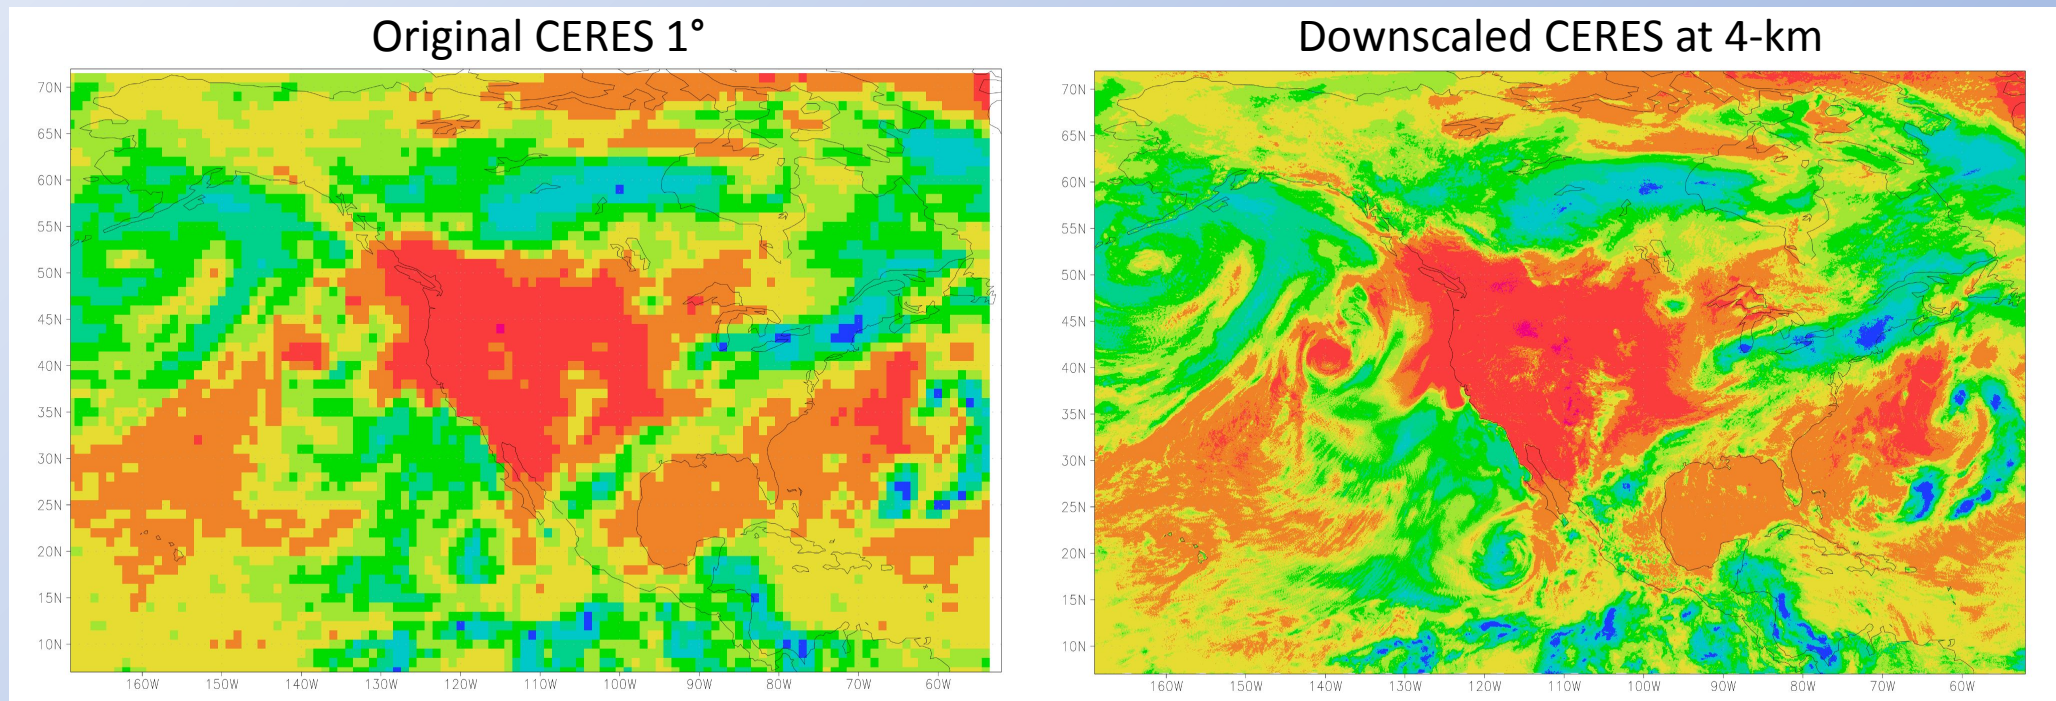 Original CERES 1°
Downscaled CERES at 4-km
70N
65N
60N
55N
50N
45N
40N
35N
30N
25N
20N
15N
10N
160W 150W 140W 130W 120W 110W 100W 90W 80W 70W 60W
70N
65N
60N
55N
50N
45N
40N
35N
30N
25N
20N
15N
10N
160W 150W 140W 130W 120W 110W 100W 90W 80W 70W 60W